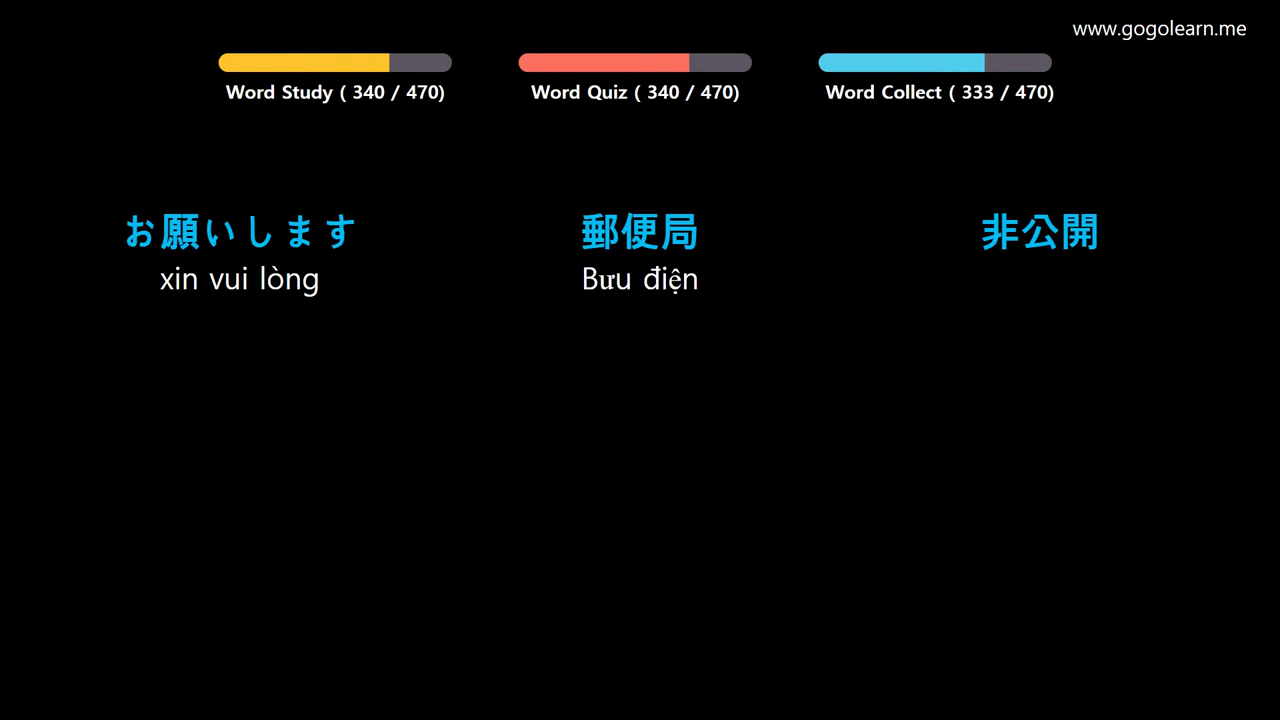 www.gogolearn.me
Word Study ( 340 / 470)
Word Quiz ( 340 / 470)
Word Collect ( 333 / 470)
お願いします
xin vui lòng
郵便局
Bưu điện
非公開